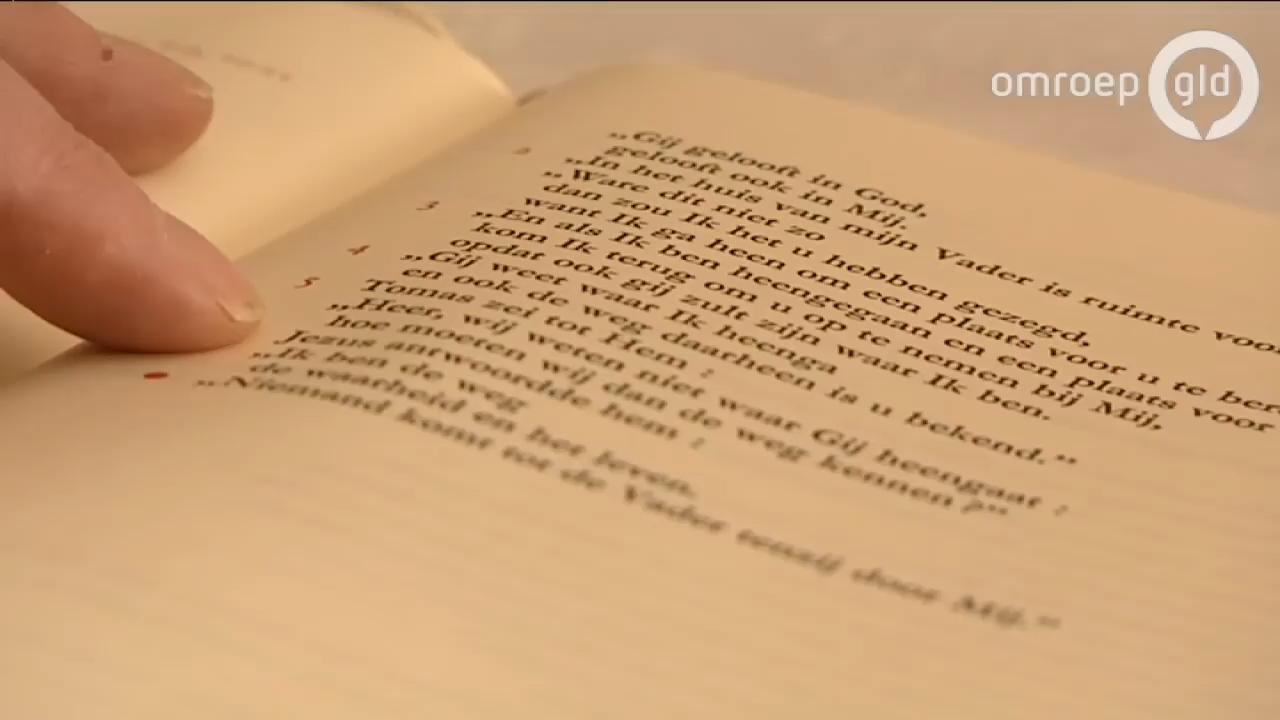 omroep gld
„Gij gelooft in God,
gelooft ook in Mij.
„In het huis van mijn Vader is ruimte voor
„Ware dit niet zo
dan zou Ik het u hebben gezegd,
want Ik ga heen om een plaats voor u te ber
„En als Ik ben heengegaan en een plaats voor
kom Ik terug om u op te nemen bij Mij,
opdat ook gij zult zijn waar Ik ben.
3
4 „Gij weet waar Ik heenga
en ook de weg daarheen is u bekend.“
5 Tomas zei tot Hem :
„Heer, wij weten niet waar Gij heengaat :
hoe moeten wij dan de weg kennen ?“
Jezus antwoordde hem :
„Ik ben de weg
de waarheid en het leven.
„Niemand komt tot de Vader tenzij door Mij.“